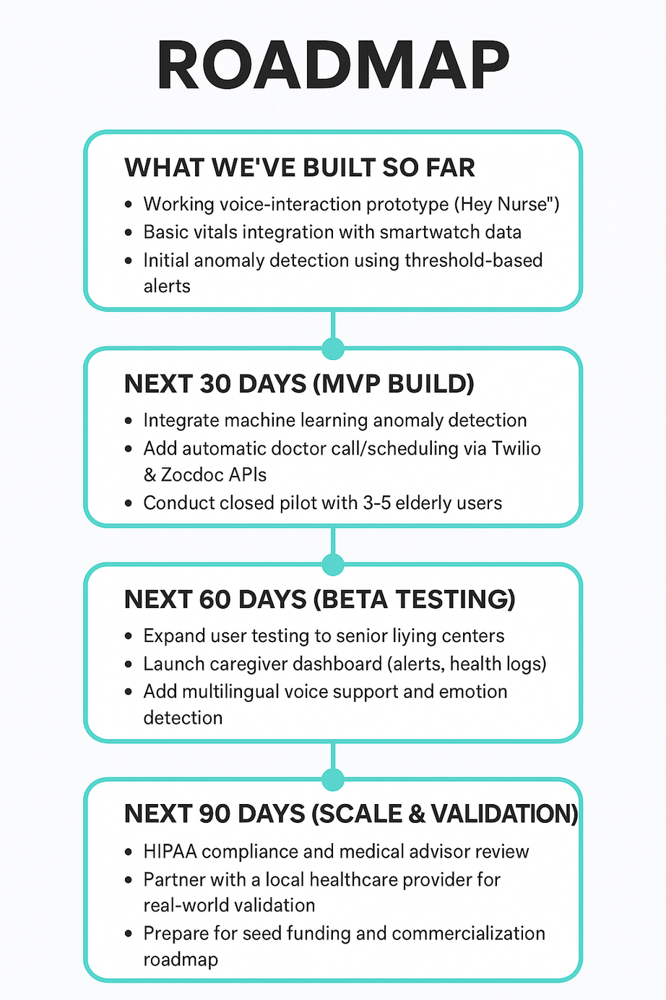 ROADMAP
WHAT WE'VE BUILT SO FAR
• Working voice-interaction prototype (Hey Nurse")
• Basic vitals integration with smartwatch data
• Initial anomaly detection using threshold-based
alerts
NEXT 30 DAYS (MVP BUILD)
• Integrate machine learning anomaly detection
• Add automatic doctor call/scheduling via Twilio
& Zocdoc APIs
• Conduct closed pilot with 3-5 elderly users
NEXT 60 DAYS (BETA TESTING)
• Expand user testing to senior liying centers
• Launch caregiver dashboard (alerts, health logs)
• Add multilingual voice support and emotion
detection
NEXT 90 DAYS (SCALE & VALIDATION)
• HIPAA compliance and medical advisor review
• Partner with a local healthcare provider for
real-world validation
• Prepare for seed funding and commercialization
roadmap